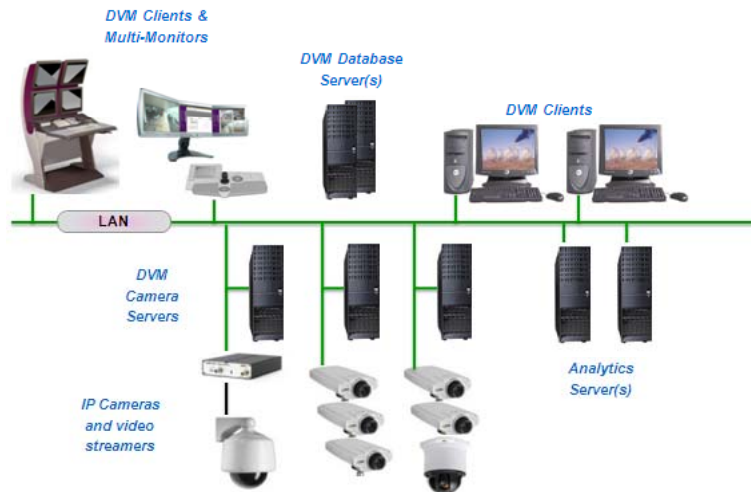 DVM Clients &
Multi-Monitors
DVM Database
Server(s)
DVM Clients
LAN
DVM
Camera
Servers
Analytics
Server(s)
IP Cameras
and video
streamers